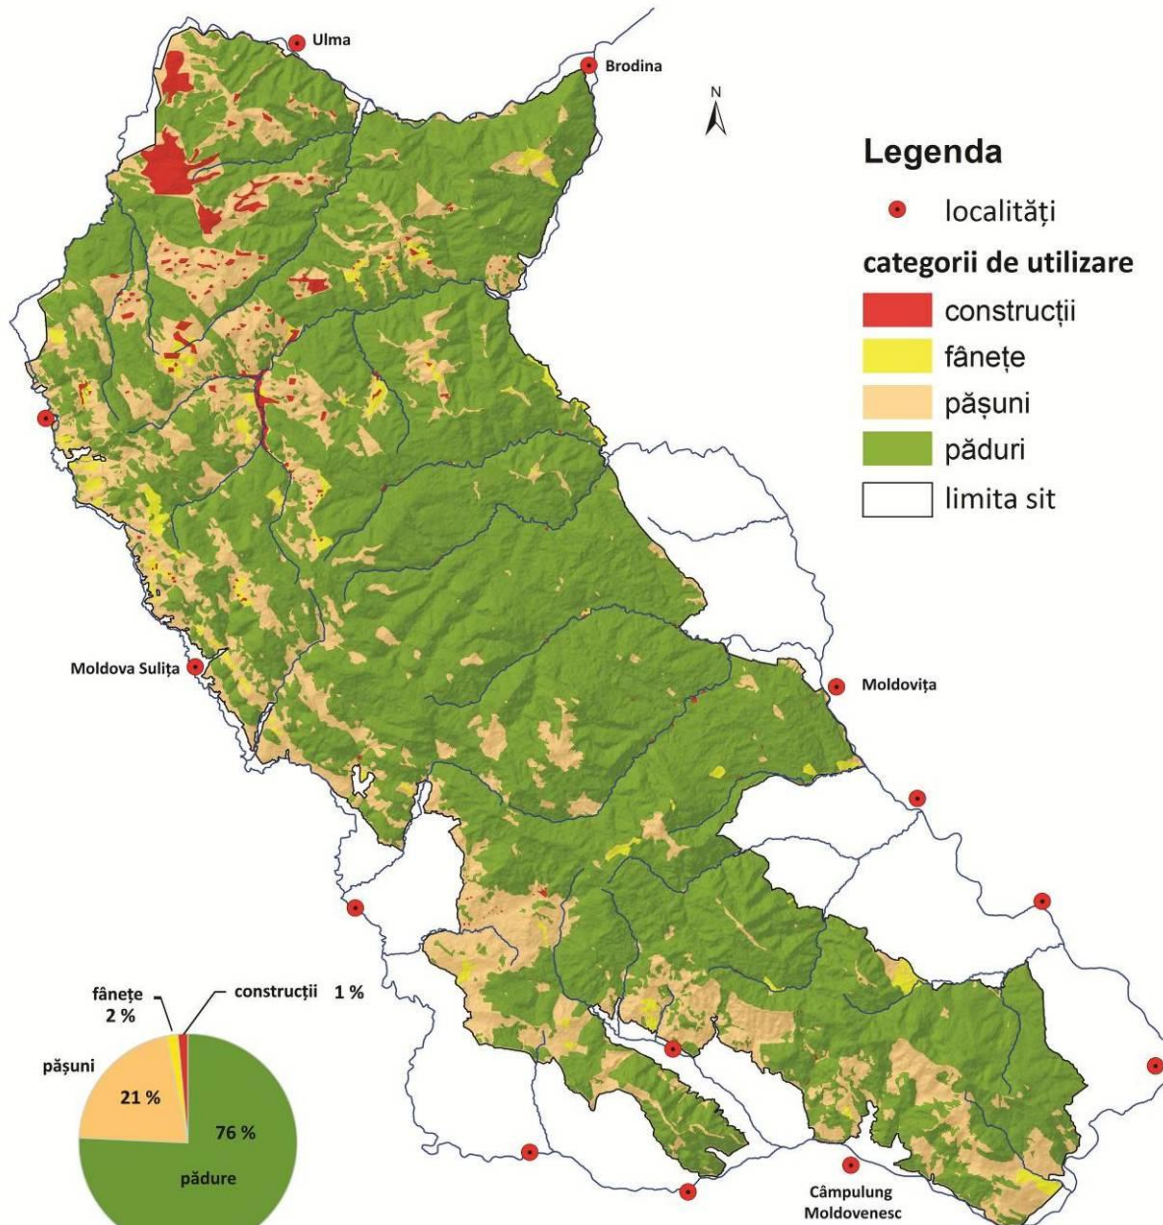 Ulma
Brodina
N
Legenda
localități
categorii de utilizare
construcții
fânețe
pășuni
păduri
limita sit
Moldova Sulița
Moldovița
fânețe
2 %
construcții 1 %
pășuni
21 %
76 %
pădure
Câmpulung
Moldovenesc